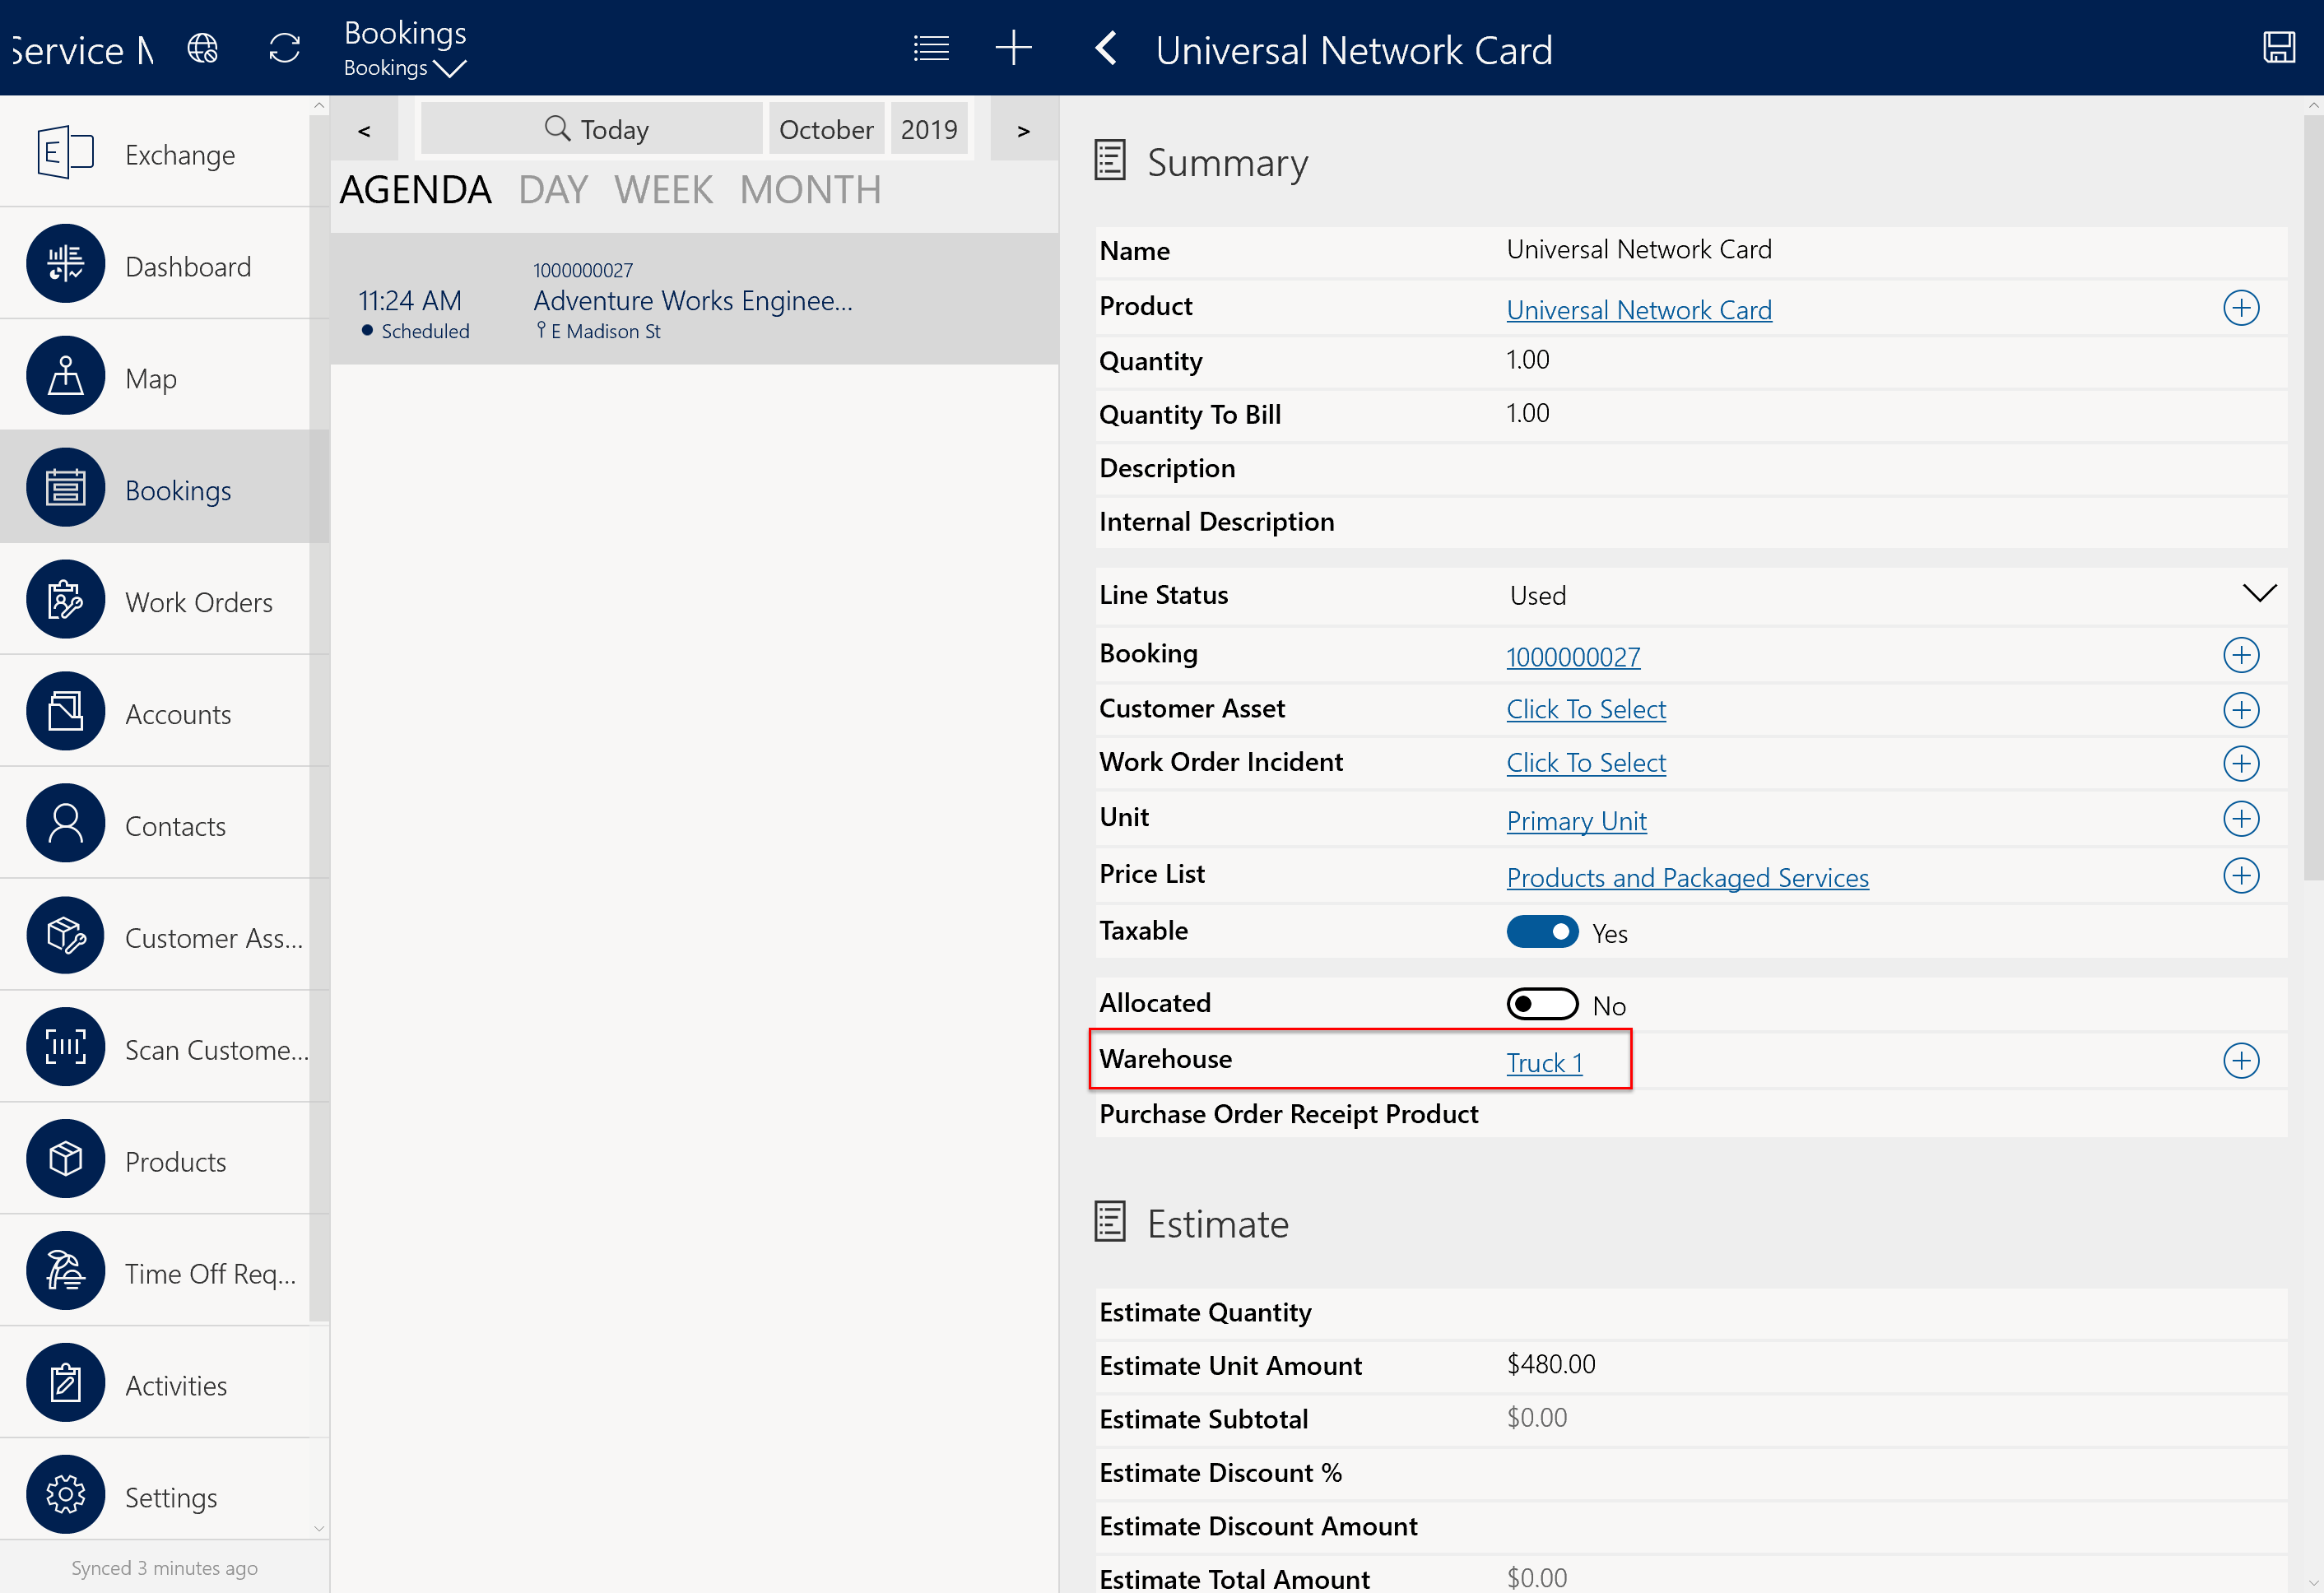 Service M
Bookings
Bookings
Universal Network Card
Exchange
Dashboard
Map
Bookings
Work Orders
Accounts
Contacts
Customer Ass...
Scan Custome...
Products
Time Off Req...
Activities
Settings
Synced 3 minutes ago
< Today October 2019 >
AGENDA DAY WEEK MONTH
1000000027
11:24 AM Adventure Works Enginee...
Scheduled E Madison St
Summary
Name Universal Network Card
Product Universal Network Card
Quantity 1.00
Quantity To Bill 1.00
Description
Internal Description
Line Status Used
Booking 1000000027
Customer Asset Click To Select
Work Order Incident Click To Select
Unit Primary Unit
Price List Products and Packaged Services
Taxable Yes
Allocated No
Warehouse Truck 1
Purchase Order Receipt Product
Estimate
Estimate Quantity
Estimate Unit Amount $480.00
Estimate Subtotal $0.00
Estimate Discount %
Estimate Discount Amount
Estimate Total Amount $0.00